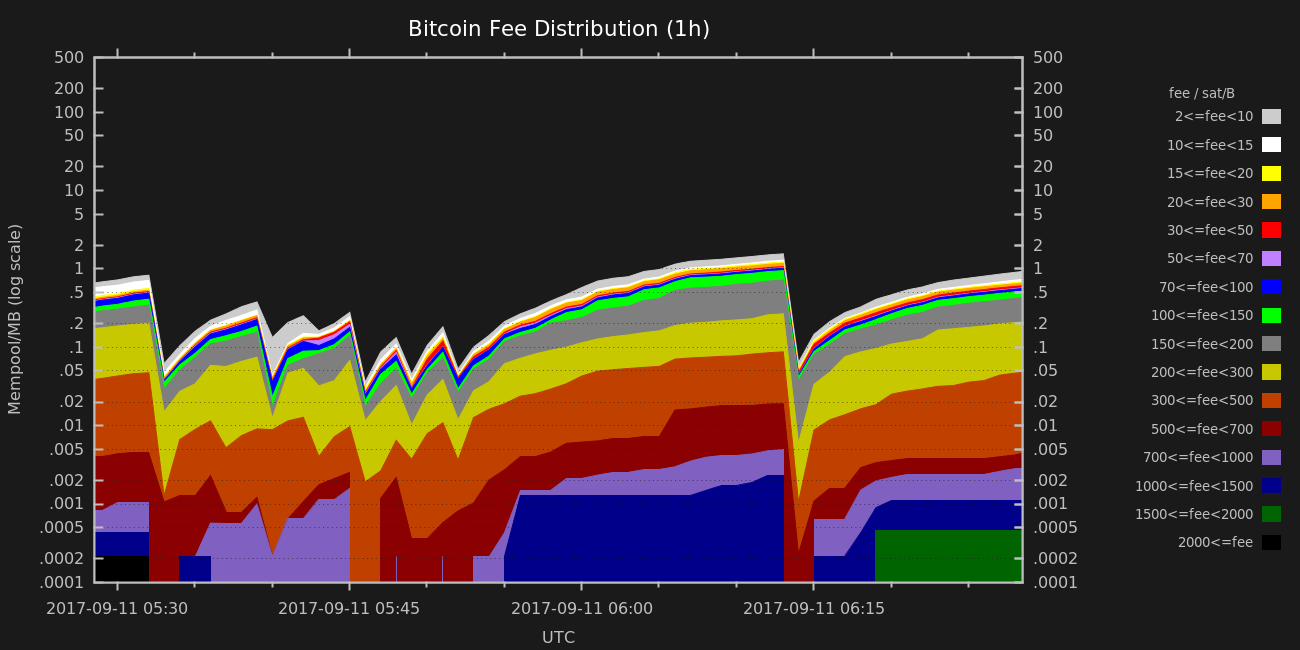 Bitcoin Fee Distribution (1h)
Mempool/MB (log scale)
500
200
100
50
20
10
5
2
1
.5
.2
.1
.05
.02
.01
.005
.002
.001
.0005
.0002
.0001
500
200
100
50
20
10
5
2
1
.5
.2
.1
.05
.02
.01
.005
.002
.001
.0005
.0002
.0001
2017-09-11 05:30
2017-09-11 05:45
2017-09-11 06:00
2017-09-11 06:15
UTC
fee / sat/B
2<=fee<10
10<=fee<15
15<=fee<20
20<=fee<30
30<=fee<50
50<=fee<70
70<=fee<100
100<=fee<150
150<=fee<200
200<=fee<300
300<=fee<500
500<=fee<700
700<=fee<1000
1000<=fee<1500
1500<=fee<2000
2000<=fee